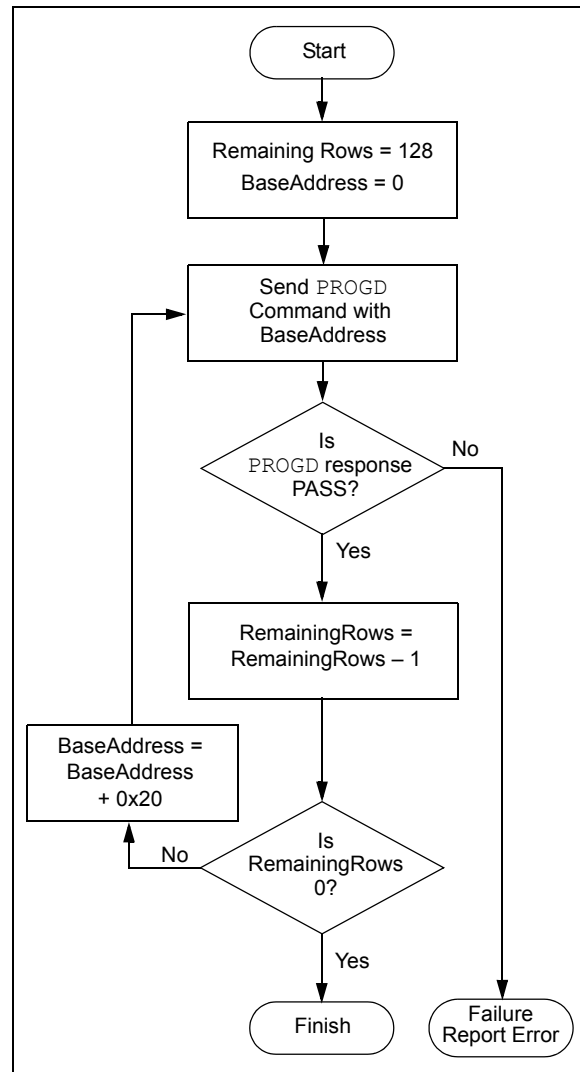 Start
Remaining Rows = 128
BaseAddress = 0
Send PROGD
Command with
BaseAddress
Is
PROGD response
PASS?
No
Yes
RemainingRows =
RemainingRows – 1
BaseAddress =
BaseAddress
+ 0x20
Is
RemainingRows
0?
No
Yes
Finish
Failure
Report Error